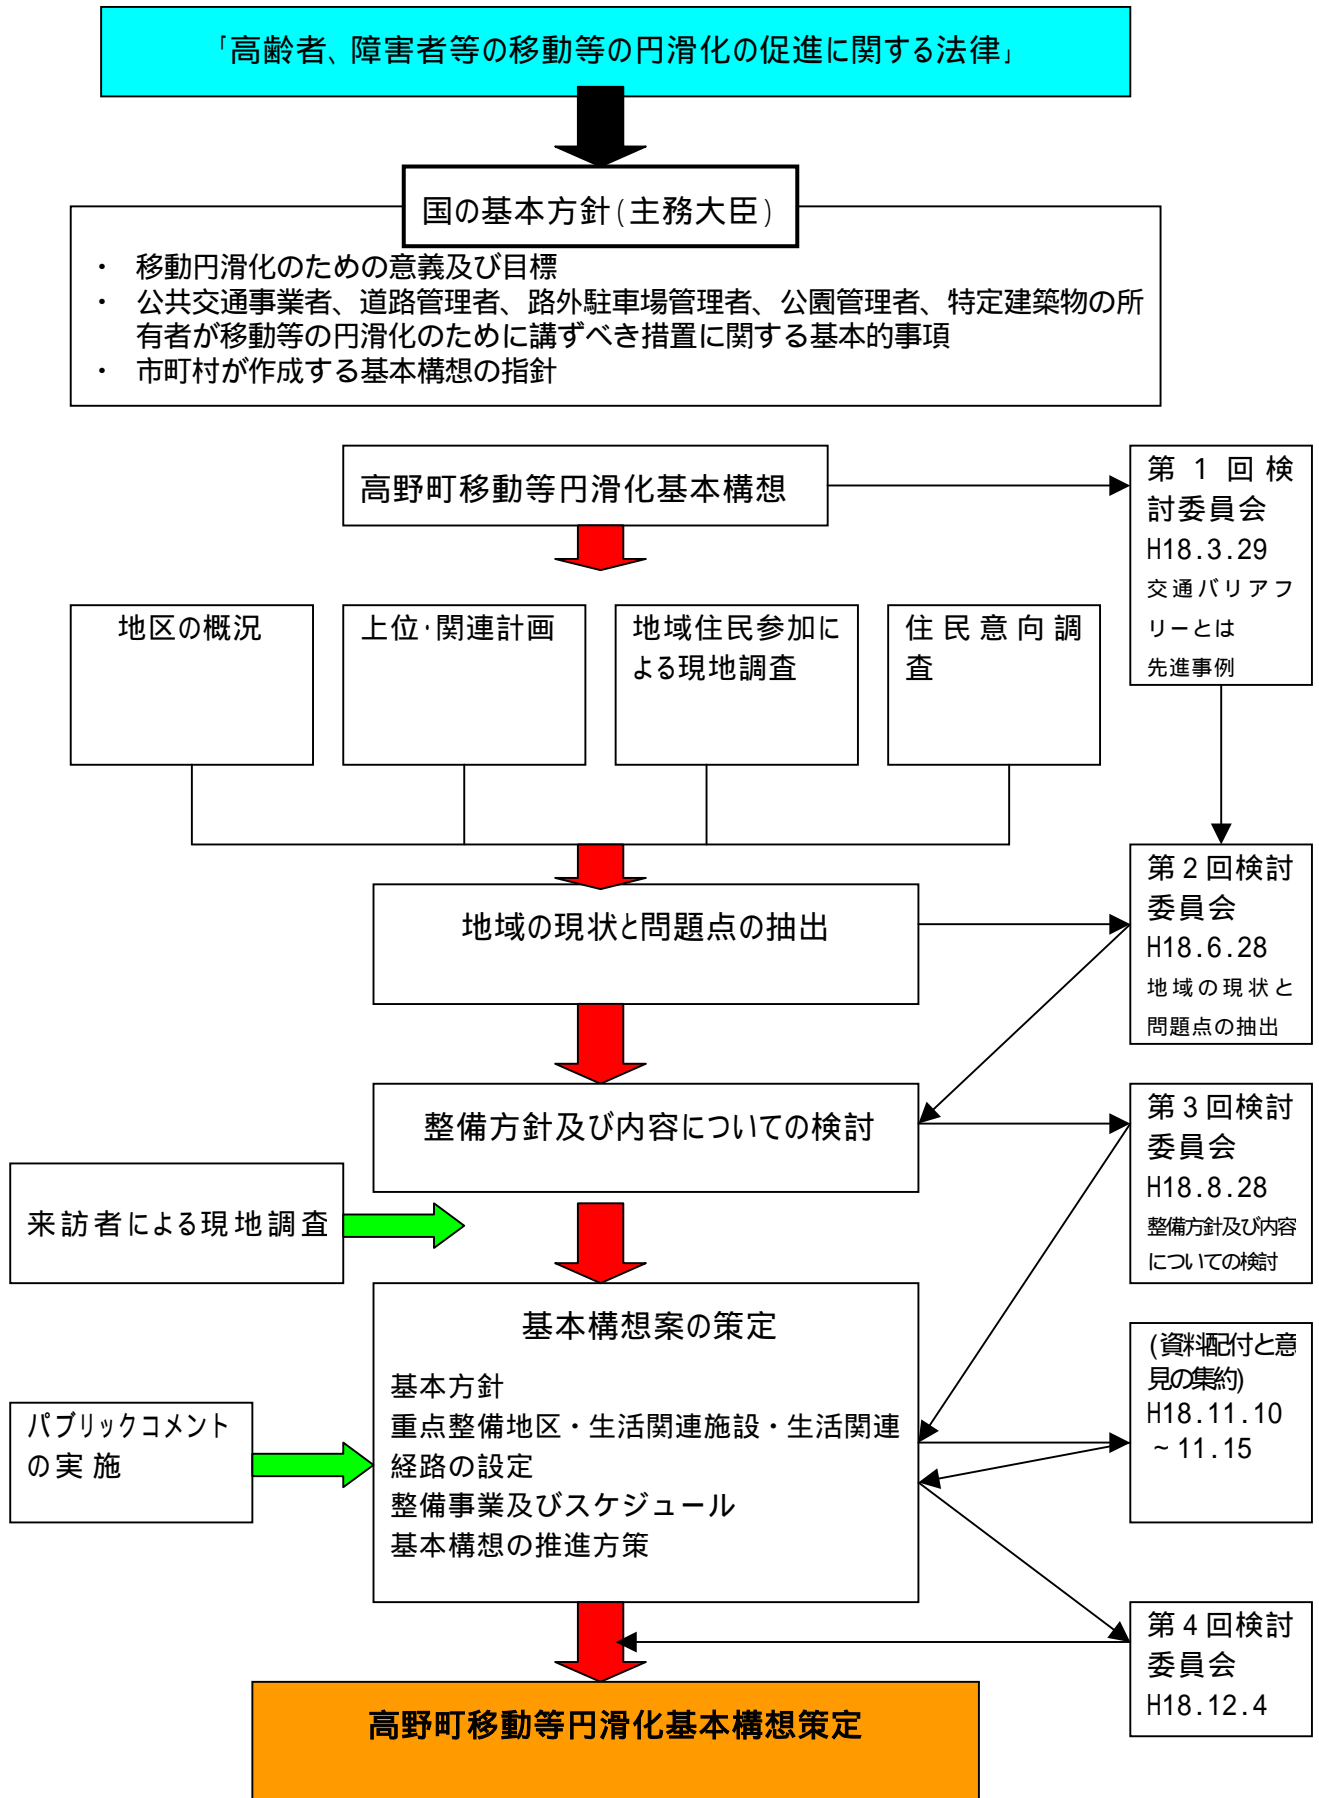 「高齢者、障害者等の移動等の円滑化の促進に関する法律」
国の基本方針(主務大臣)
・ 移動円滑化のための意義及び目標
・ 公共交通事業者、道路管理者、路外駐車場管理者、公園管理者、特定建築物の所
有者が移動等の円滑化のために講ずべき措置に関する基本的事項
・ 市町村が作成する基本構想の指針
高野町移動等円滑化基本構想
第 1 回 検
討委員会
H18.3.29
交通バリアフ
リーとは
先進事例
地区の概況
上位・関連計画
地域住民参加に
よる現地調査
住民意向調
査
地域の現状と問題点の抽出
第2回検討
委員会
H18.6.28
地域の現状と
問題点の抽出
整備方針及び内容についての検討
第3回検討
委員会
H18.8.28
整備方針及び内容
についての検討
来訪者による現地調査
基本構想案の策定
基本方針
重点整備地区・生活関連施設・生活関連
経路の設定
整備事業及びスケジュール
基本構想の推進方策
(資料配付と意
見の集約)
H18.11.10
～11.15
パブリックコメント
の実施
第4回検討
委員会
H18.12.4
高野町移動等円滑化基本構想策定